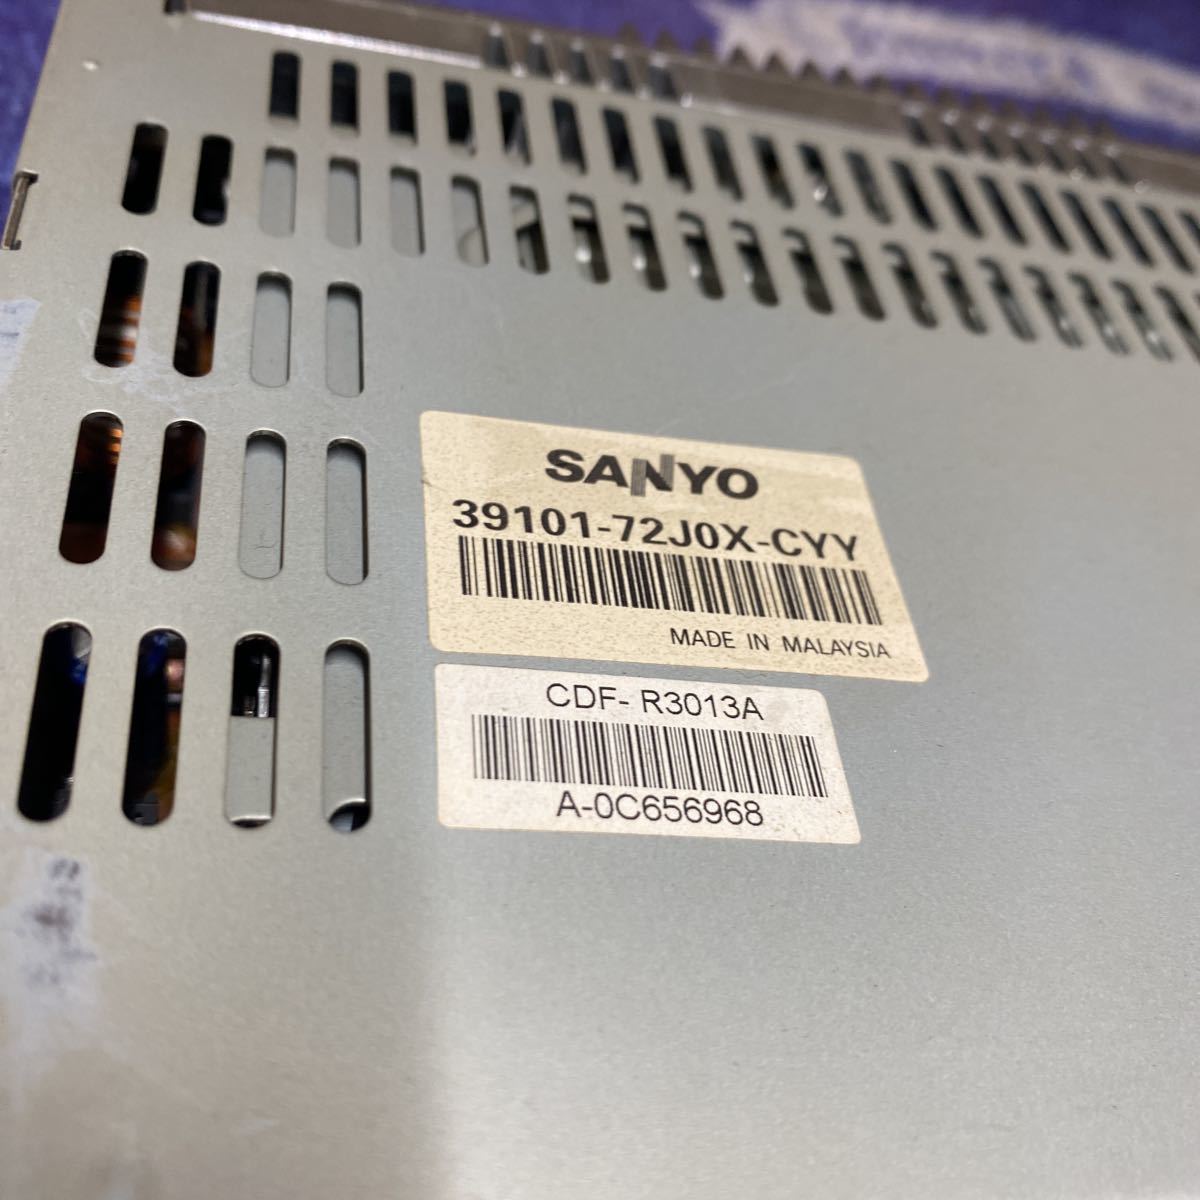 SANYO
39101-72J0X-CYY
MADE IN MALAYSIA
CDF- R3013A
A-0C656968